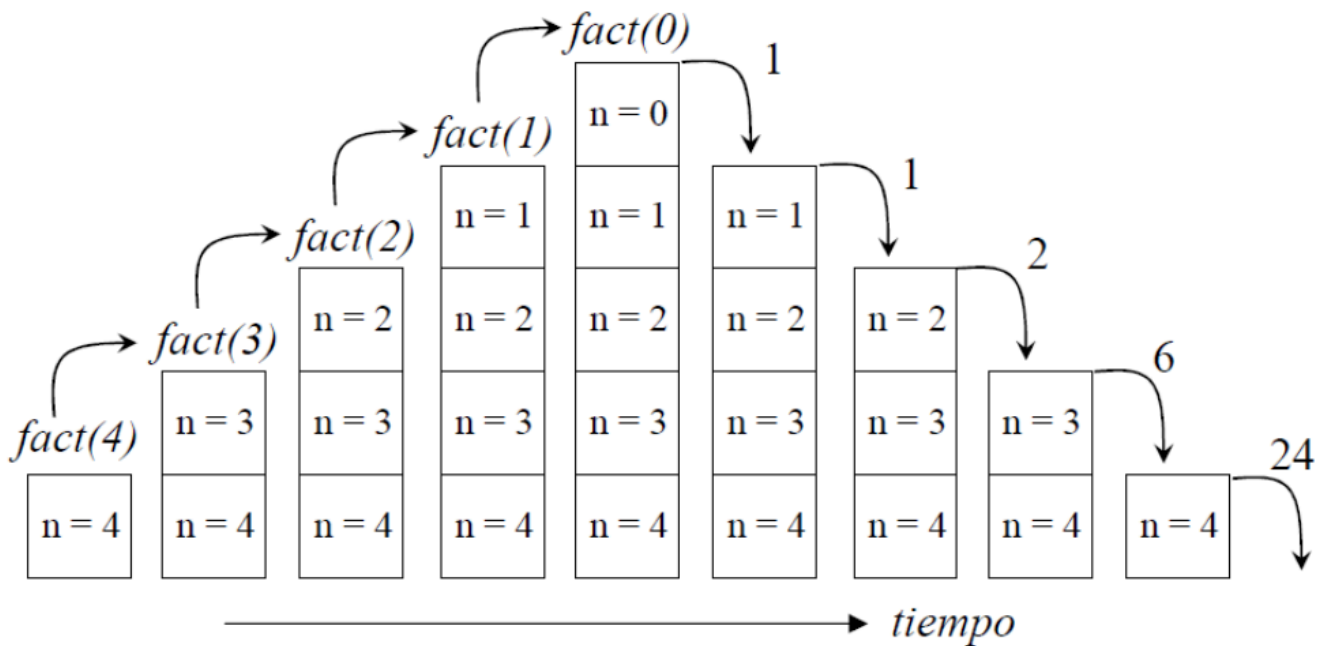 fact(0) 1
n = 0
fact(1) 1
n = 1 n = 1 n = 1
fact(2) 2
n = 2 n = 2 n = 2 n = 2 n = 2
fact(3) 6
n = 3 n = 3 n = 3 n = 3 n = 3 n = 3 n = 3
fact(4) 24
n = 4 n = 4 n = 4 n = 4 n = 4 n = 4 n = 4 n = 4 n = 4
tiempo